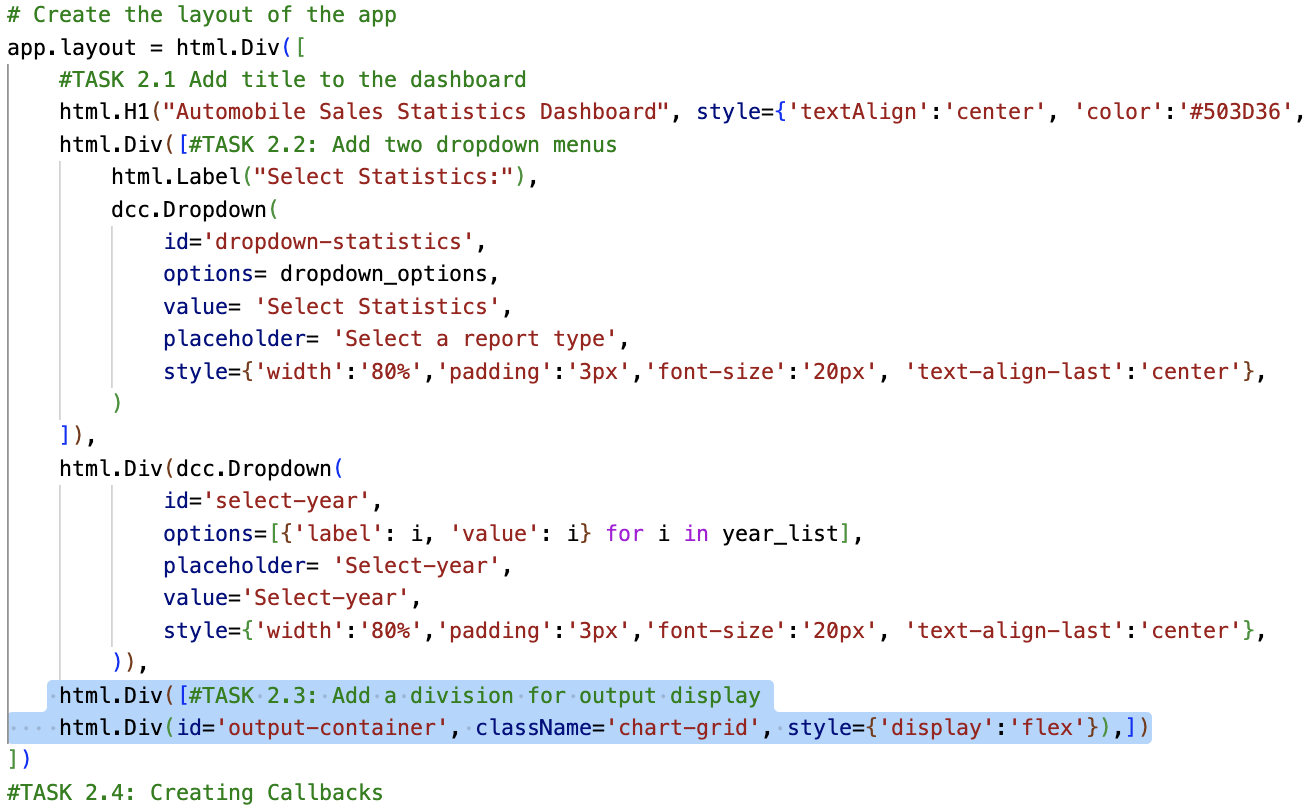 # Create the layout of the app
app.layout = html.Div([
    #TASK 2.1 Add title to the dashboard
    html.H1("Automobile Sales Statistics Dashboard", style={'textAlign':'center', 'color':'#503D36',
    html.Div([#TASK 2.2: Add two dropdown menus
        html.Label("Select Statistics:"),
        dcc.Dropdown(
            id='dropdown-statistics',
            options= dropdown_options,
            value= 'Select Statistics',
            placeholder= 'Select a report type',
            style={'width':'80%','padding':'3px','font-size':'20px', 'text-align-last':'center'},
        )
    ]),
    html.Div(dcc.Dropdown(
            id='select-year',
            options=[{'label': i, 'value': i} for i in year_list],
            placeholder= 'Select-year',
            value='Select-year',
            style={'width':'80%','padding':'3px','font-size':'20px', 'text-align-last':'center'},
        )),
    html.Div([#TASK 2.3: Add a division for output display
    html.Div(id='output-container', className='chart-grid', style={'display':'flex'}),])
])
#TASK 2.4: Creating Callbacks